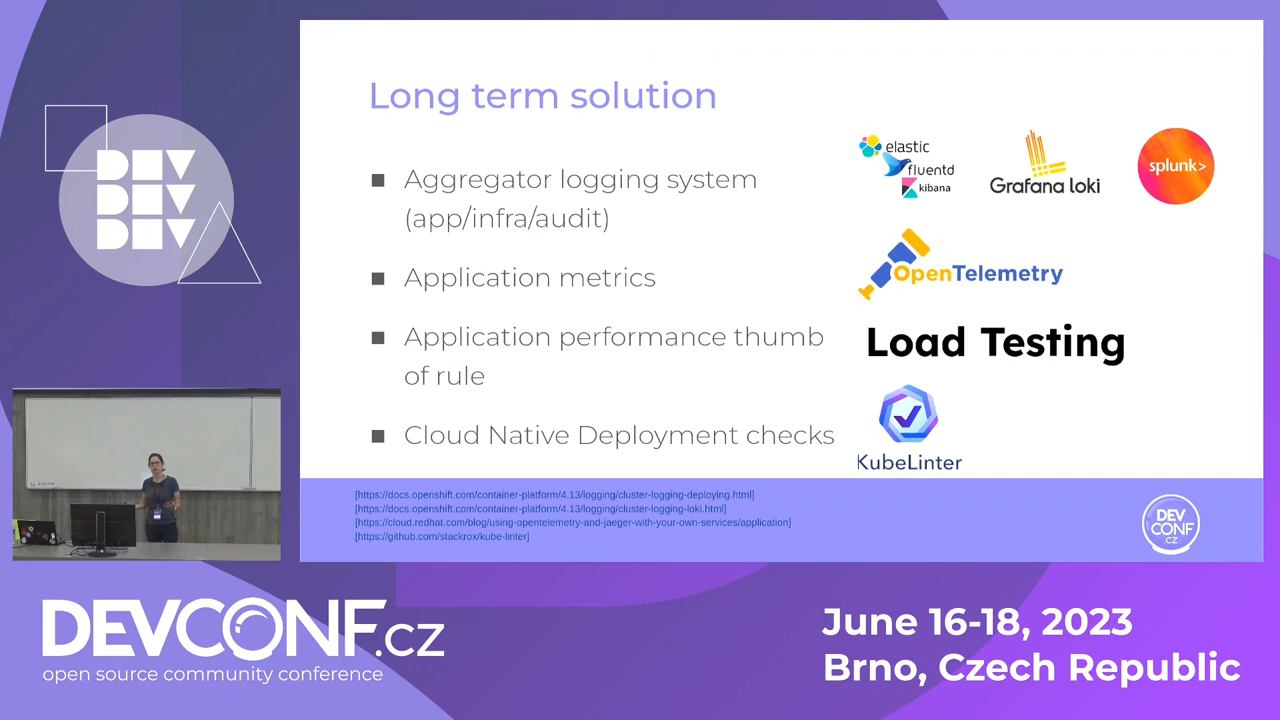 DEV
DEV
DEV
Long term solution
Aggregator logging system
(app/infra/audit)
Application metrics
Application performance thumb
of rule
Cloud Native Deployment checks
elastic
fluentd
kibana
Grafana loki
splunk>
OpenTelemetry
Load Testing
KubeLinter
[https://docs.openshift.com/container-platform/4.13/logging/cluster-logging-deploying.html]
[https://docs.openshift.com/container-platform/4.13/logging/cluster-logging-loki.html]
[https://cloud.redhat.com/blog/using-opentelemetry-and-jaeger-with-your-own-services/application]
[https://github.com/stackrox/kube-linter]
DEV
CONF
.CZ
DEVCONF.cz
open source community conference
June 16-18, 2023
Brno, Czech Republic